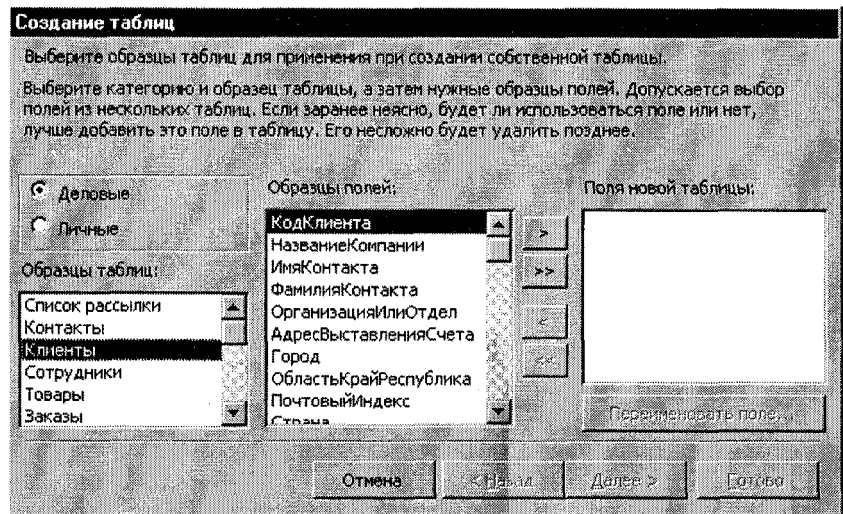 Создание таблиц
Выберите образцы таблиц для применения при создании собственной таблицы.
Выберите категорию и образец таблицы, а затем нужные образцы полей. Допускается выбор
полей из нескольких таблиц. Если заранее неясно, будет ли использоваться поле или нет,
лучше добавить это поле в таблицу. Его несложно будет удалить позднее.
Деловые
Личные
Образцы таблиц:
Список рассылки
Контакты
Клиенты
Сотрудники
Товары
Заказы
Образцы полей:
КодКлиента
НазваниеКомпании
ИмяКонтакта
ФамилияКонтакта
ОрганизацияИлиОтдел
АдресВыставленияСчета
Город
ОбластьКрайРеспублика
ПочтовыйИндекс
Страна
>
>>
<
<<
Поля новой таблицы:
Переименовать поле...
Отмена
< Назад
Далее >
Готово